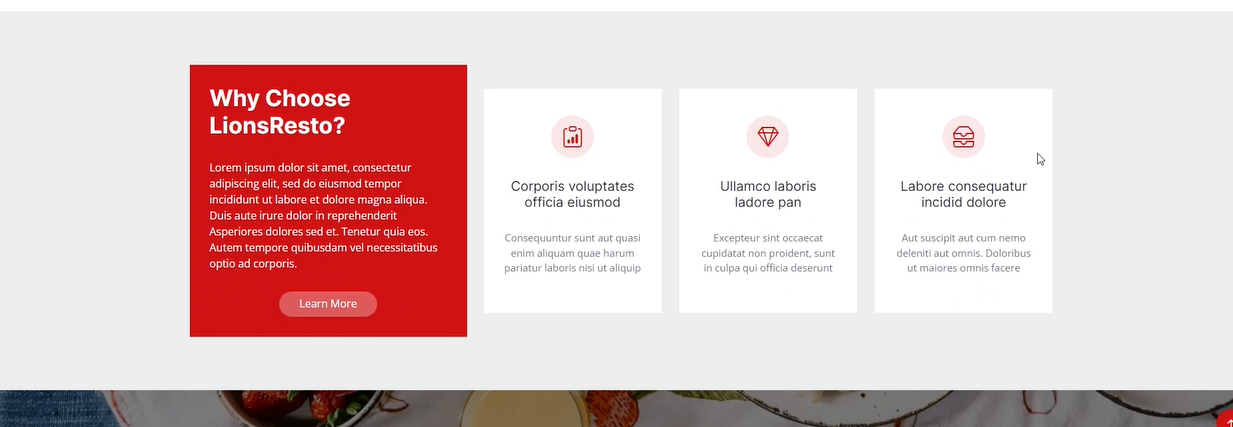 Why Choose
LionsResto?
Lorem ipsum dolor sit amet, consectetur
adipiscing elit, sed do eiusmod tempor
incididunt ut labore et dolore magna aliqua.
Duis aute irure dolor in reprehenderit
Asperiores dolores sed et. Tenetur quia eos.
Autem tempore quibusdam vel necessitatibus
optio ad corporis.
Learn More
Corporis voluptates
officia eiusmod
Consequuntur sunt aut quasi
enim aliquam quae harum
pariatur laboris nisi ut aliquip
Ullamco laboris
ladore pan
Excepteur sint occaecat
cupidatat non proident, sunt
in culpa qui officia deserunt
Labore consequatur
incidid dolore
Aut suscipit aut cum nemo
deleniti aut omnis. Doloribus
ut maiores omnis facere